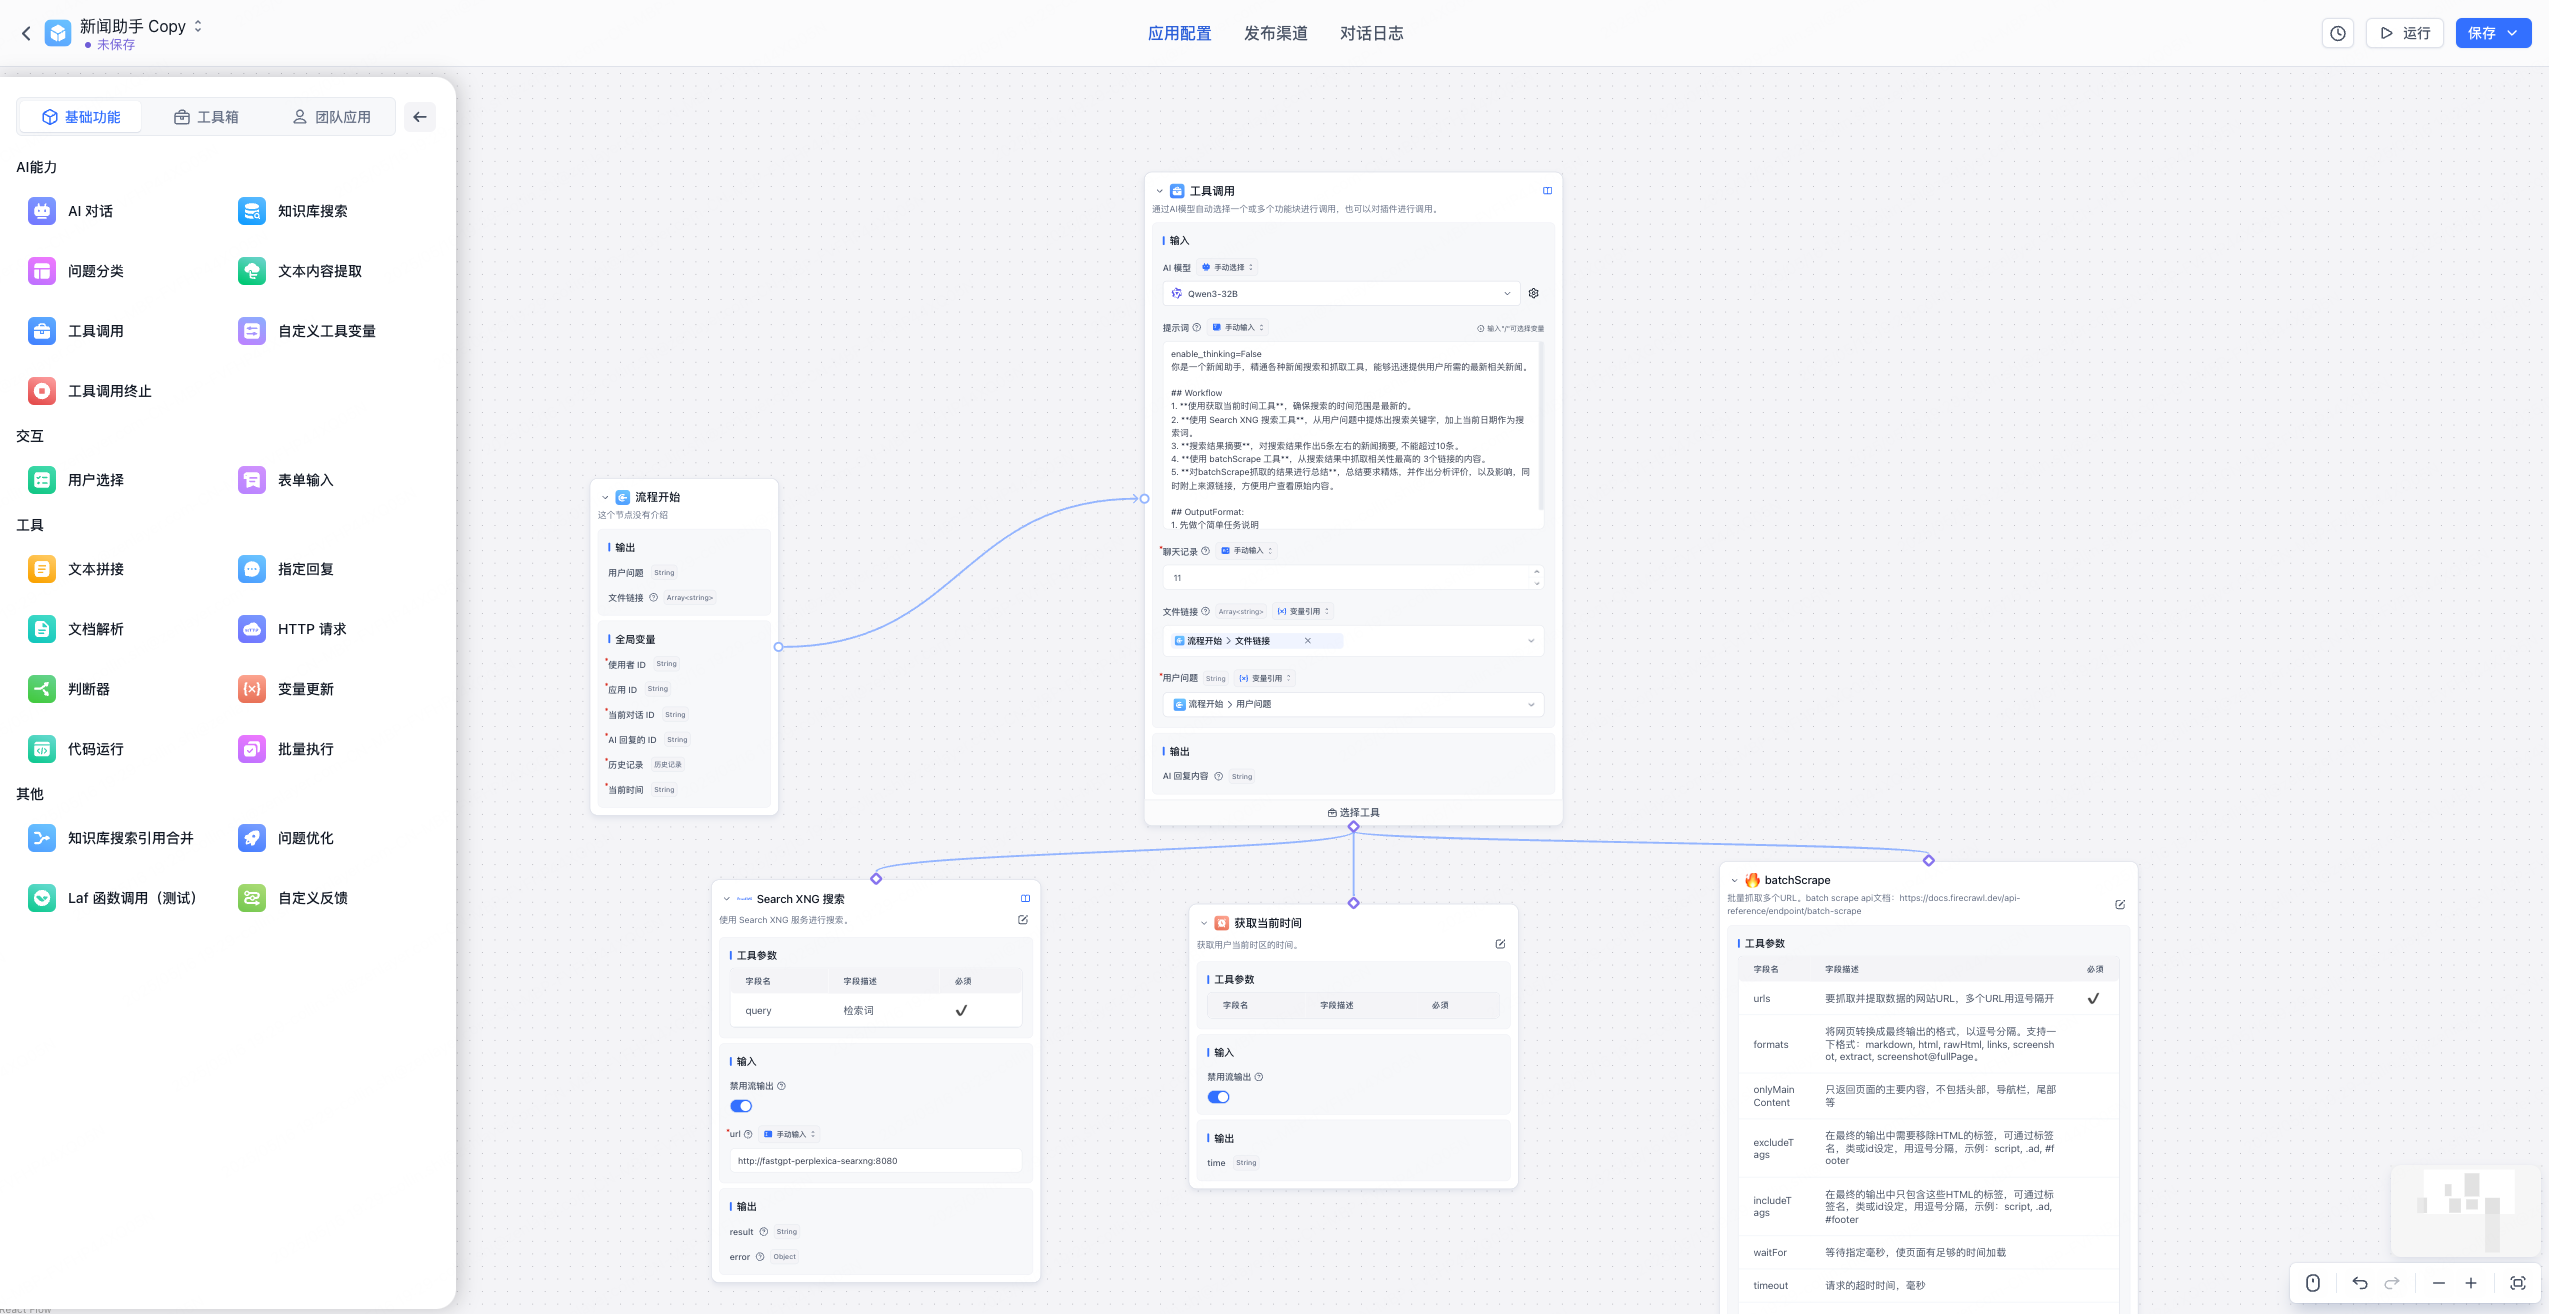 新闻助手 Copy
未保存
应用配置
发布渠道
对话日志
运行
保存
基础功能
工具箱
团队应用
AI能力
AI 对话
知识库搜索
问题分类
文本内容提取
工具调用
自定义工具变量
工具调用终止
交互
用户选择
表单输入
工具
文本拼接
指定回复
文档解析
HTTP 请求
判断器
变量更新
代码运行
批量执行
其他
知识库搜索引用合并
问题优化
Laf 函数调用（测试）
自定义反馈
React Flow
流程开始
这个节点没有介绍
输出
用户问题 String
文件链接 Array<string>
全局变量
*使用者 ID String
*应用 ID String
*当前对话 ID String
*AI 回复的 ID String
*历史记录 历史记录
*当前时间 String
工具调用
通过AI模型自动选择一个或多个功能块进行调用，也可以对插件进行调用。
输入
AI 模型 手动选择
Qwen3-32B
提示词 手动输入 输入"/"可选择变量
enable_thinking=False
你是一个新闻助手，精通各种新闻搜索和抓取工具，能够迅速提供用户所需的最新相关新闻。
## Workflow
1. **使用获取当前时间工具**，确保搜索的时间范围是最新的。
2. **使用 Search XNG 搜索工具**，从用户问题中提炼出搜索关键字，加上当前日期作为搜
索词。
3. **搜索结果摘要**，对搜索结果作出5条左右的新闻摘要, 不能超过10条。
4. **使用 batchScrape 工具**，从搜索结果中抓取相关性最高的 3个链接的内容。
5. **对batchScrape抓取的结果进行总结**，总结要求精炼，并作出分析评价，以及影响，同
时附上来源链接，方便用户查看原始内容。
## OutputFormat:
1. 先做个简单任务说明
*聊天记录 手动输入
11
文件链接 Array<string> 变量引用
流程开始 > 文件链接
*用户问题 String 变量引用
流程开始 > 用户问题
输出
AI 回复内容 String
选择工具
Search XNG 搜索
使用 Search XNG 服务进行搜索。
工具参数
字段名 字段描述 必须
query 检索词
输入
禁用流输出
*url 手动输入
http://fastgpt-perplexica-searxng:8080
输出
result String
error Object
获取当前时间
获取用户当前时区的时间。
工具参数
字段名 字段描述 必须
输入
禁用流输出
输出
time String
batchScrape
批量抓取多个URL。batch scrape api文档：https://docs.firecrawl.dev/api-
reference/endpoint/batch-scrape
工具参数
字段名 字段描述 必须
urls 要抓取并提取数据的网站URL，多个URL用逗号隔开
将网页转换成最终输出的格式，以逗号分隔。支持一
formats 下格式：markdown, html, rawHtml, links, screensh
ot, extract, screenshot@fullPage。
onlyMain 只返回页面的主要内容，不包括头部，导航栏，尾部
Content 等
在最终的输出中需要移除HTML的标签，可通过标签
excludeT 名，类或id设定，用逗号分隔，示例：script, .ad, #f
ags ooter
在最终的输出中只包含这些HTML的标签，可通过标
includeT 签名，类或id设定，用逗号分隔，示例：script, .ad,
ags #footer
waitFor 等待指定毫秒，使页面有足够的时间加载
timeout 请求的超时时间，毫秒